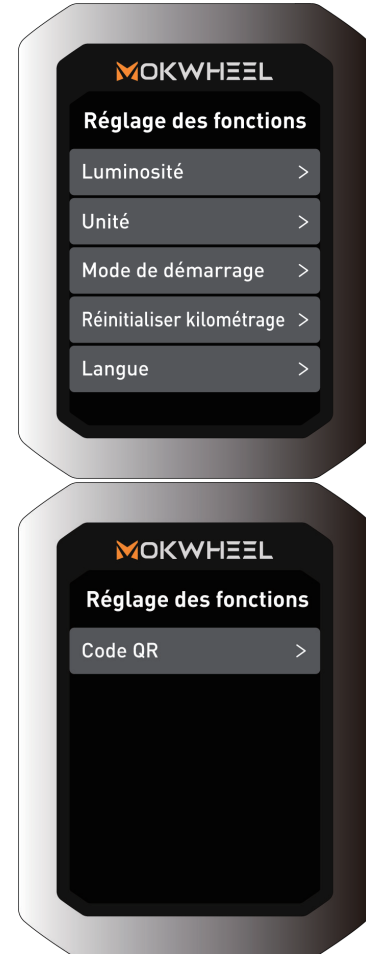 MOKWHEEL
Réglage des fonctions
Luminosité >
Unité >
Mode de démarrage >
Réinitialiser kilométrage >
Langue >
MOKWHEEL
Réglage des fonctions
Code QR >